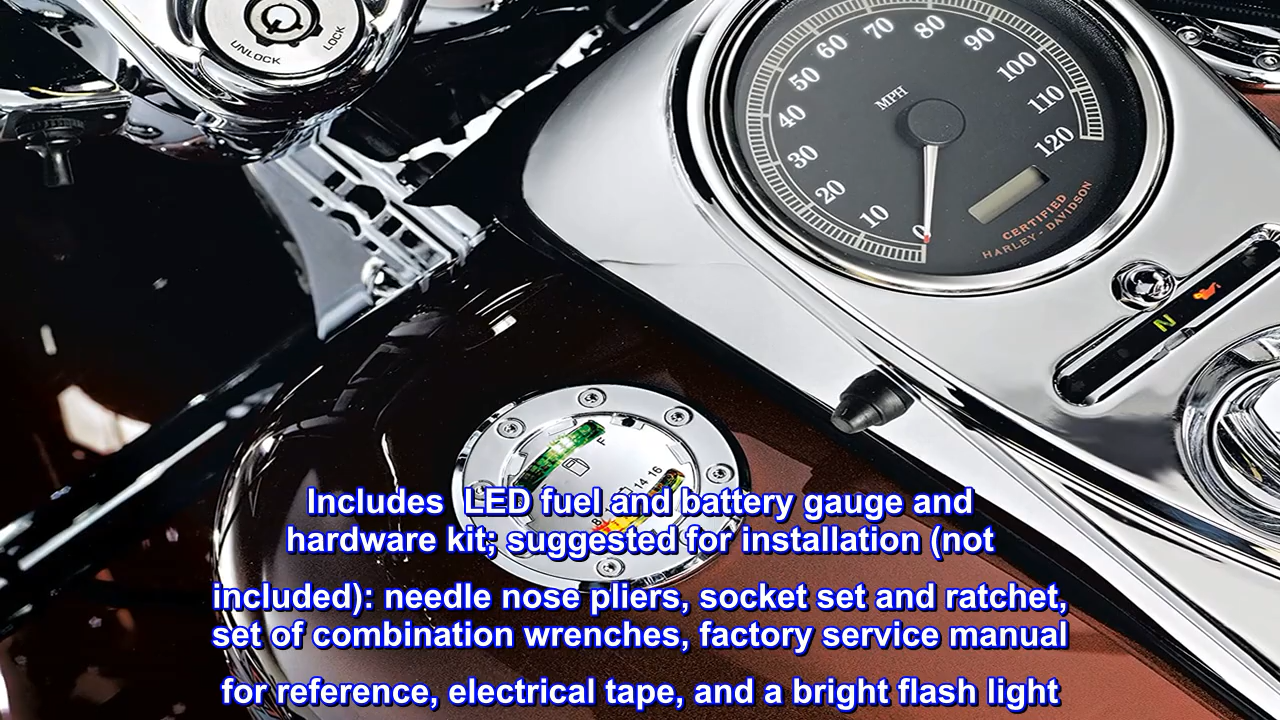 UNLOCK
LOCK
0 10 20 30 40 50 60 70 80 90 100 110 120
MPH
CERTIFIED
HARLEY-DAVIDSON
N
F
14 16
Includes LED fuel and battery gauge and
hardware kit; suggested for installation (not
included): needle nose pliers, socket set and ratchet,
set of combination wrenches, factory service manual
for reference, electrical tape, and a bright flash light